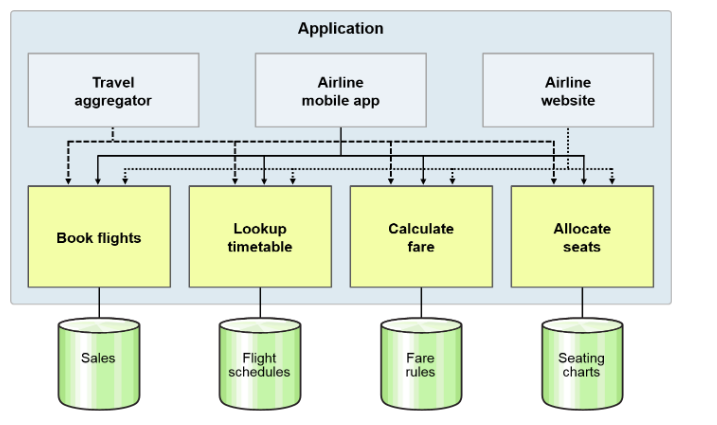 Application
Travel
aggregator
Airline
mobile app
Airline
website
Book flights
Lookup
timetable
Calculate
fare
Allocate
seats
Sales
Flight
schedules
Fare
rules
Seating
charts